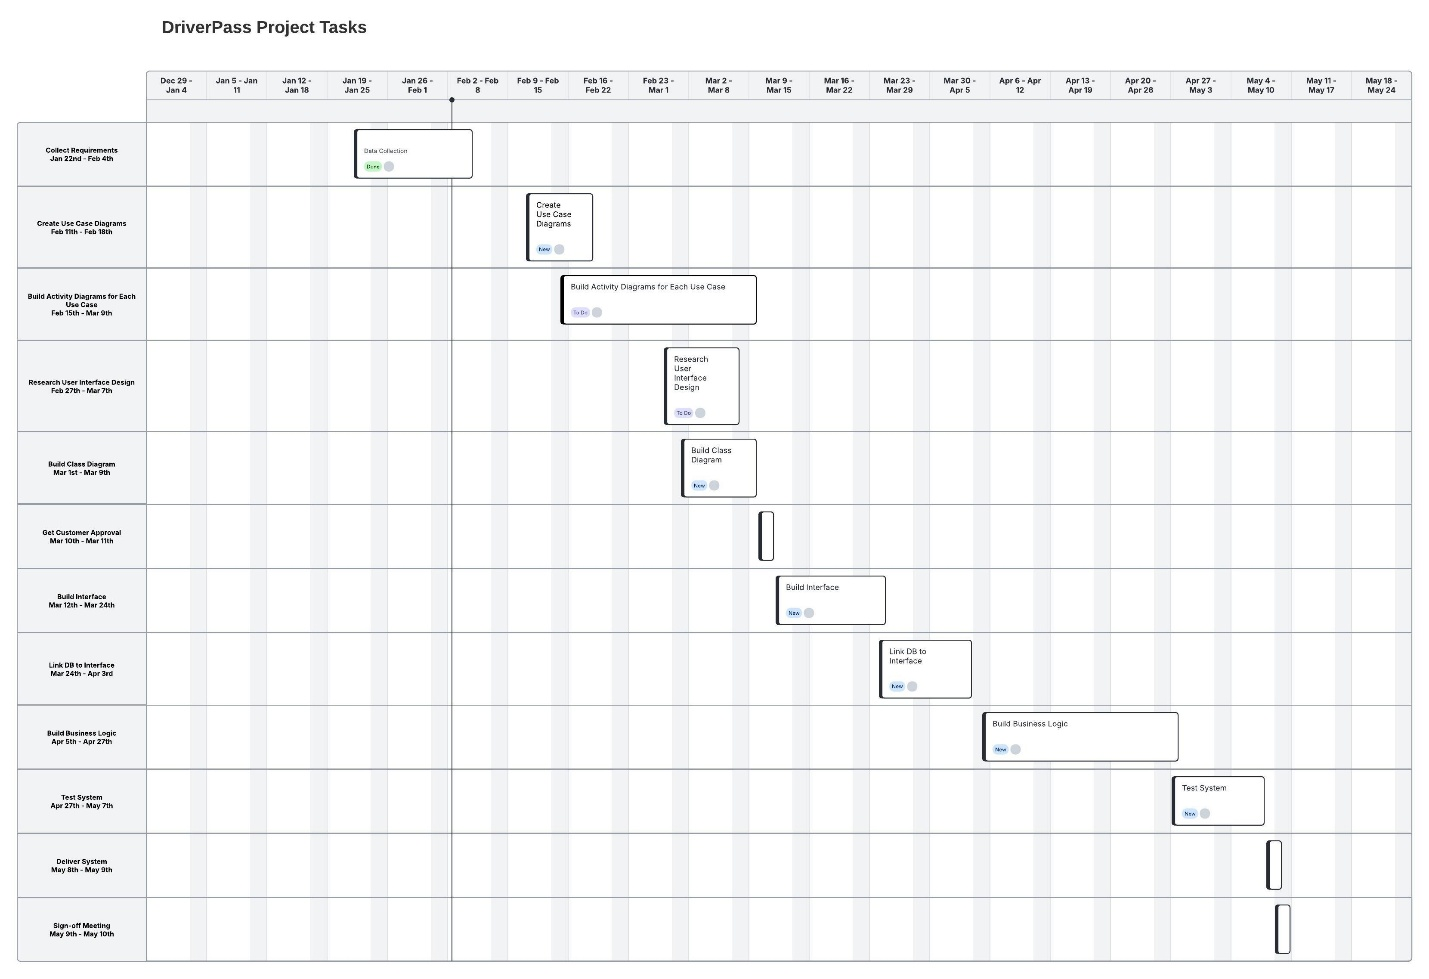 DriverPass Project Tasks
Dec 29 -
Jan 4
Jan 5 - Jan
11
Jan 12 -
Jan 18
Jan 19 -
Jan 25
Jan 26 -
Feb 1
Feb 2 - Feb
8
Feb 9 - Feb
15
Feb 16 -
Feb 22
Feb 23 -
Mar 1
Mar 2 -
Mar 8
Mar 9 -
Mar 15
Mar 16 -
Mar 22
Mar 23 -
Mar 29
Mar 30 -
Apr 5
Apr 6 - Apr
12
Apr 13 -
Apr 19
Apr 20 -
Apr 26
Apr 27 -
May 3
May 4 -
May 10
May 11 -
May 17
May 18 -
May 24
Collect Requirements
Jan 22nd - Feb 4th
Data Collection
Done
Create Use Case Diagrams
Feb 11th - Feb 18th
Create
Use Case
Diagrams
New
Build Activity Diagrams for Each
Use Case
Feb 15th - Mar 9th
Build Activity Diagrams for Each Use Case
To Do
Research User Interface Design
Feb 27th - Mar 7th
Research
User
Interface
Design
To Do
Build Class Diagram
Mar 1st - Mar 9th
Build Class
Diagram
New
Get Customer Approval
Mar 10th - Mar 11th
Build Interface
Mar 12th - Mar 24th
Build Interface
New
Link DB to Interface
Mar 24th - Apr 3rd
Link DB to
Interface
New
Build Business Logic
Apr 5th - Apr 27th
Build Business Logic
New
Test System
Apr 27th - May 7th
Test System
New
Deliver System
May 8th - May 9th
Sign-off Meeting
May 9th - May 10th